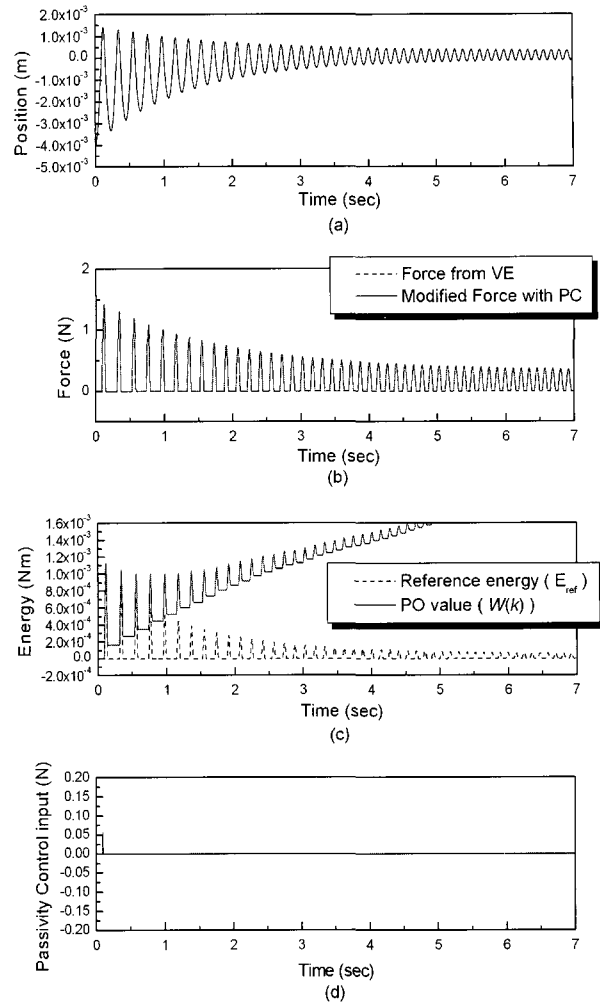 2.0x10⁻³
1.0x10⁻³
0.0
-1.0x10⁻³
-2.0x10⁻³
-3.0x10⁻³
-4.0x10⁻³
-5.0x10⁻³
Position (m)
0 1 2 3 4 5 6 7
Time (sec)
(a)
2
1
0
Force (N)
Force from VE
Modified Force with PC
0 1 2 3 4 5 6 7
Time (sec)
(b)
1.6x10⁻³
1.4x10⁻³
1.2x10⁻³
1.0x10⁻³
8.0x10⁻⁴
6.0x10⁻⁴
4.0x10⁻⁴
2.0x10⁻⁴
0.0
-2.0x10⁻⁴
Energy (Nm)
Reference energy ( E_ref )
PO value ( W(k) )
0 1 2 3 4 5 6 7
Time (sec)
(c)
0.20
0.15
0.10
0.05
0.00
-0.05
-0.10
-0.15
-0.20
Passivity Control input (N)
0 1 2 3 4 5 6 7
Time (sec)
(d)